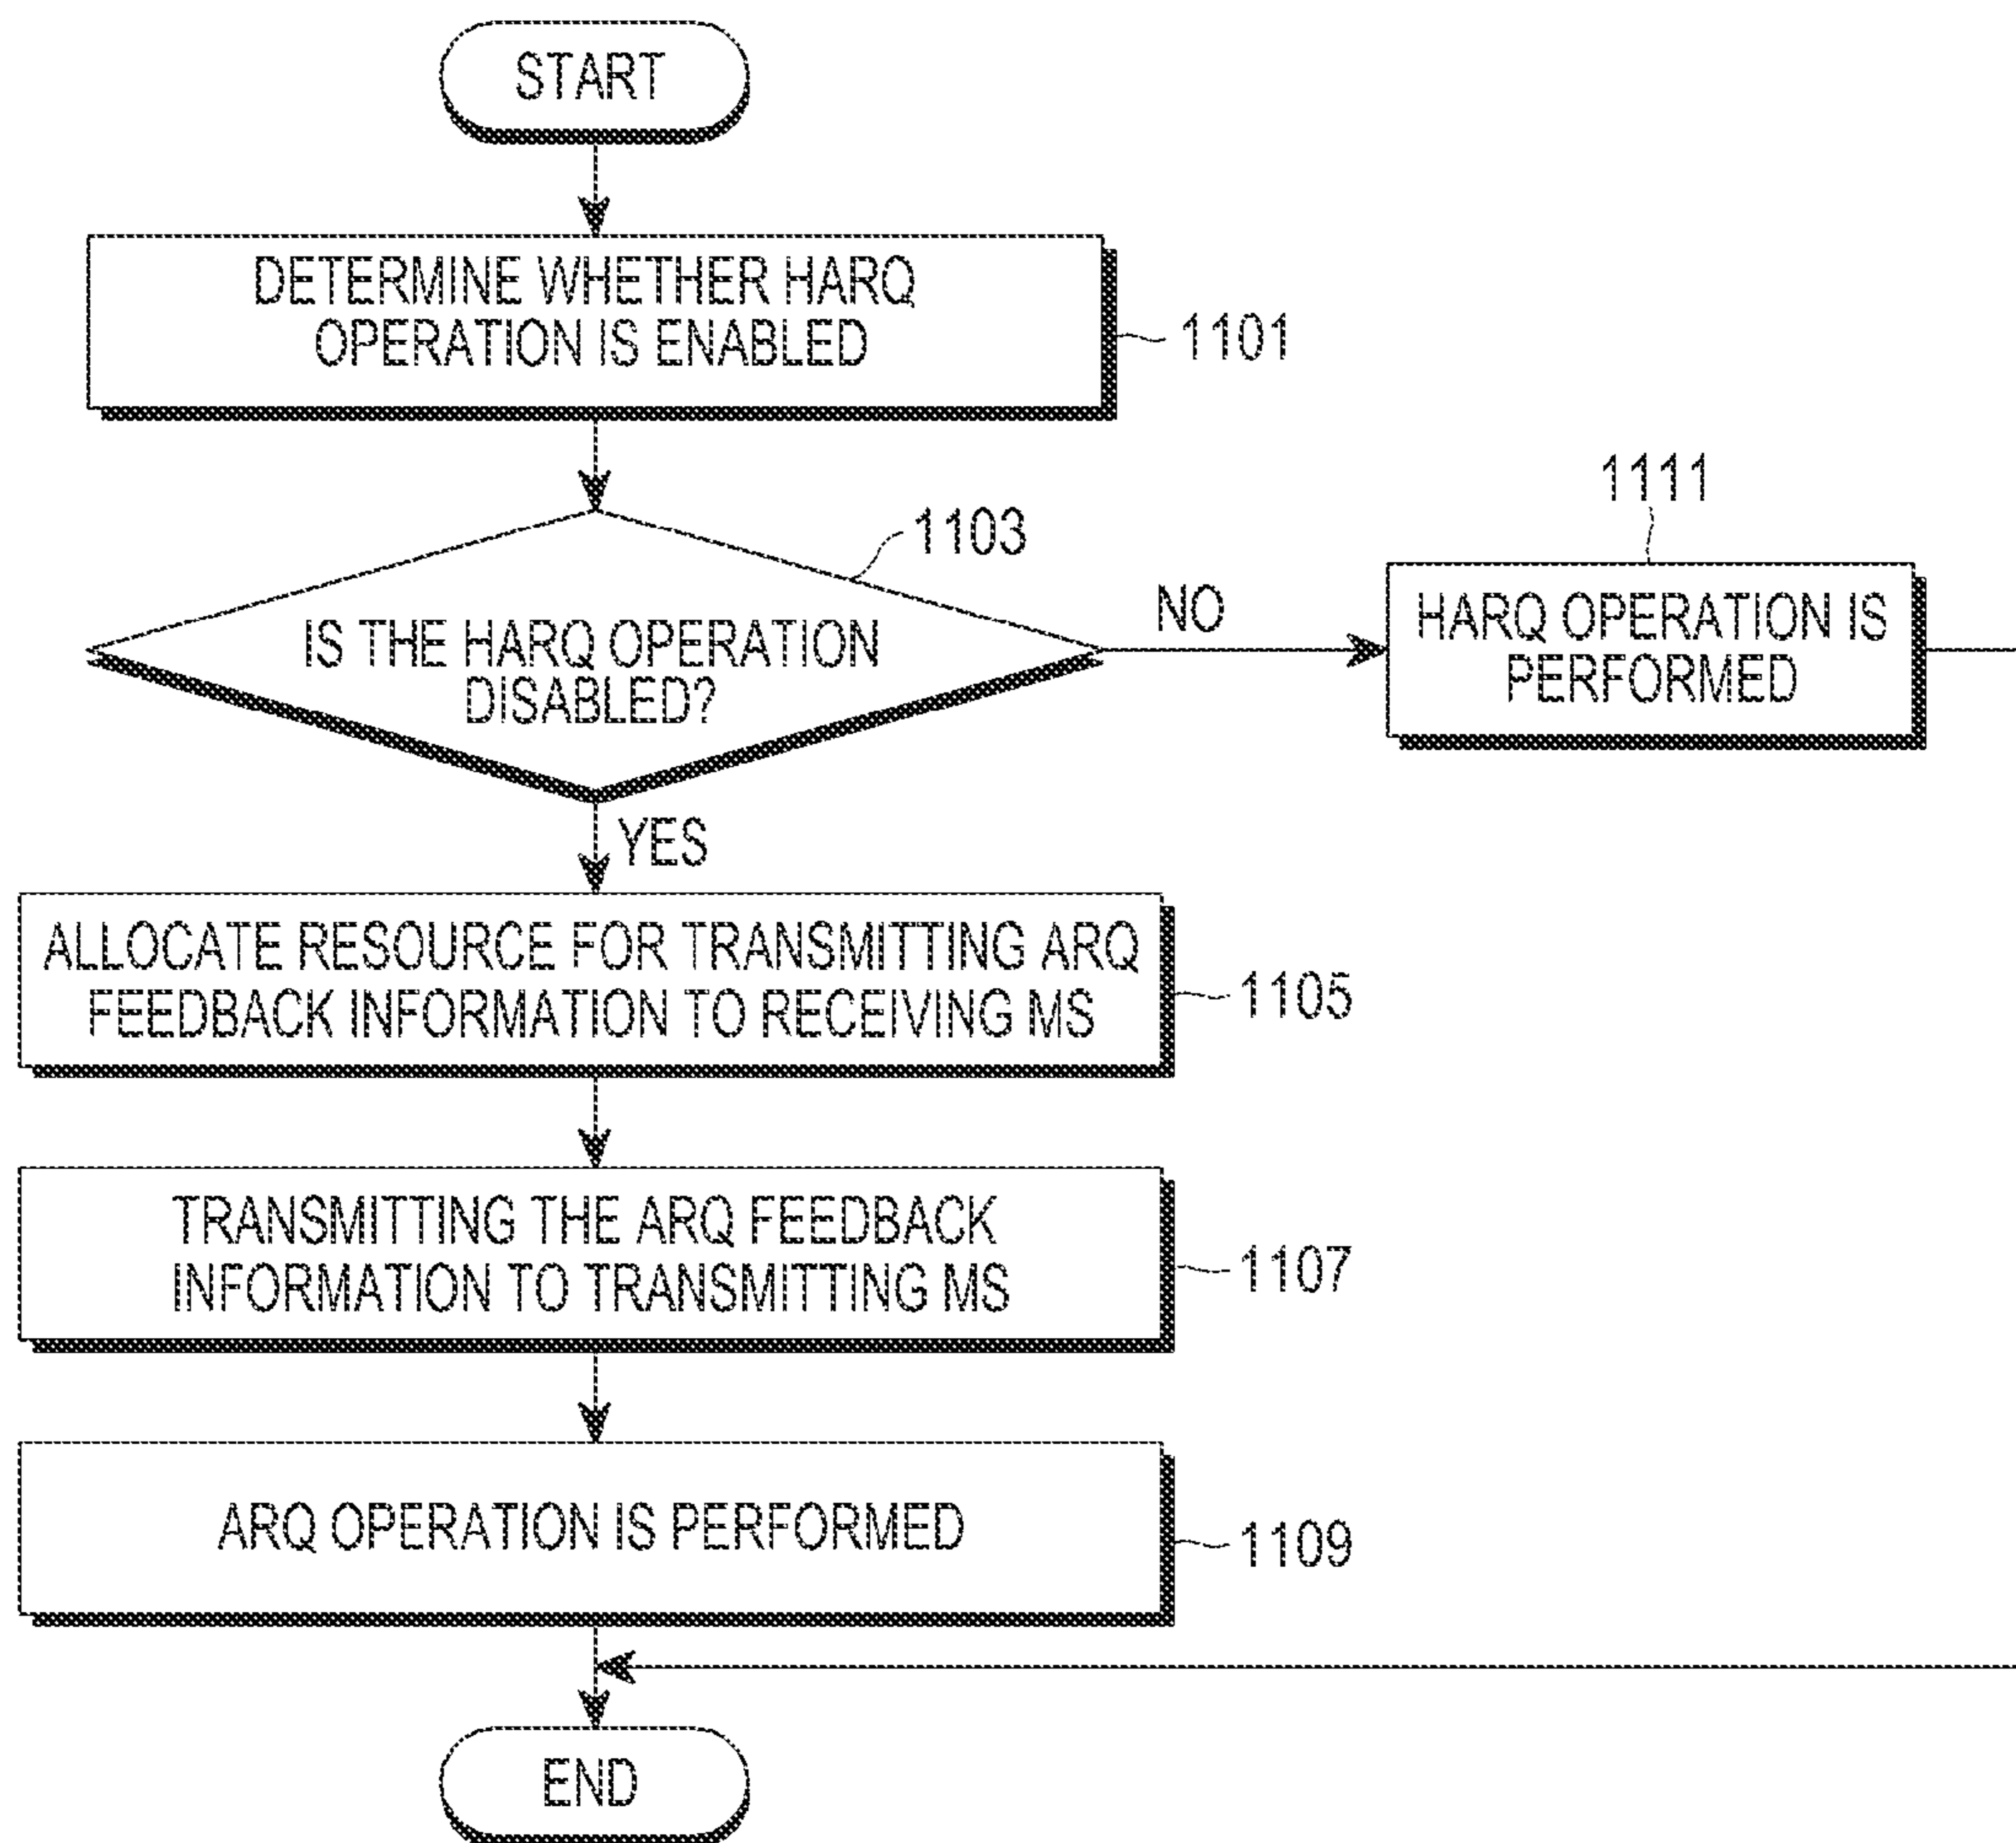 START
DETERMINE WHETHER HARQ
OPERATION IS ENABLED
1101
1103
IS THE HARQ OPERATION
DISABLED?
NO
1111
HARQ OPERATION IS
PERFORMED
YES
ALLOCATE RESOURCE FOR TRANSMITTING ARQ
FEEDBACK INFORMATION TO RECEIVING MS
1105
TRANSMITTING THE ARQ FEEDBACK
INFORMATION TO TRANSMITTING MS
1107
ARQ OPERATION IS PERFORMED
1109
END